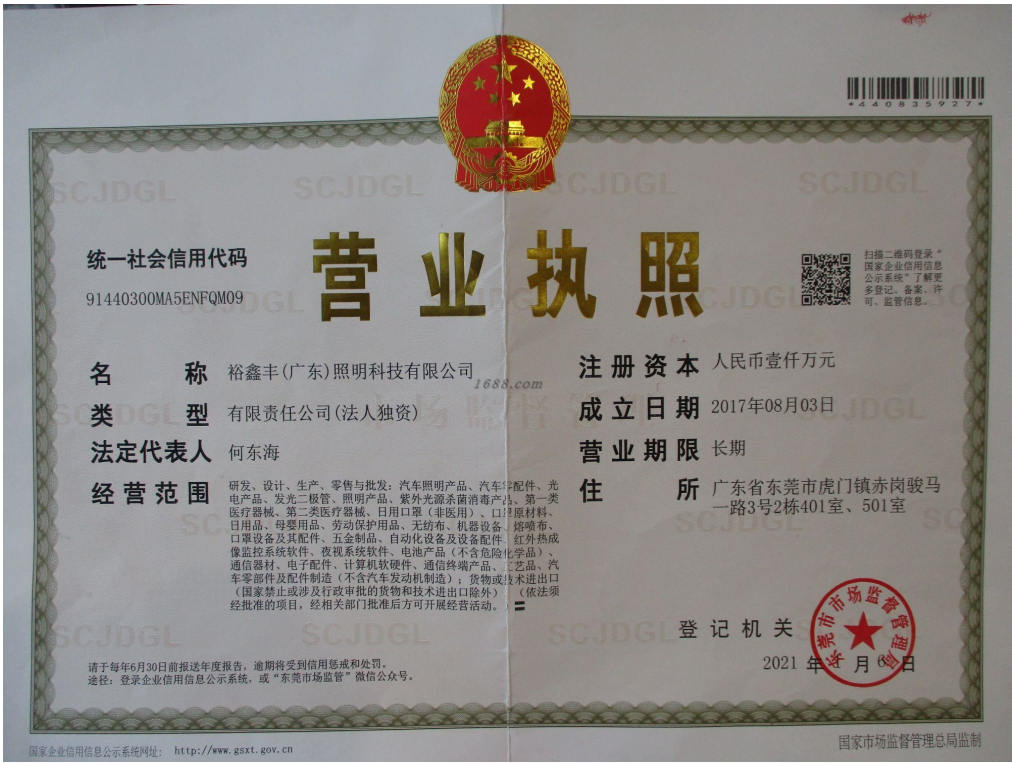 *440835927*
营业执照
统一社会信用代码
91440300MA5ENFQM09
扫描二维码登录“
国家企业信用信息
公示系统”了解更
多登记、备案、许
可、监管信息。
名称 裕鑫丰(广东)照明科技有限公司
类型 有限责任公司(法人独资)
法定代表人 何东海
经营范围 研发、设计、生产、零售与批发：汽车照明产品、汽车零配件、光
电产品、发光二极管、照明产品、紫外光源杀菌消毒产品、第一类
医疗器械、第二类医疗器械、日用口罩（非医用）、口罩原材料、
日用品、母婴用品、劳动保护用品、无纺布、机器设备、熔喷布、
口罩设备及其配件、五金制品、自动化设备及设备配件、红外热成
像监控系统软件、夜视系统软件、电池产品（不含危险化学品）、
通信器材、电子配件、计算机软硬件、通信终端产品、工艺品、汽
车零部件及配件制造（不含汽车发动机制造）；货物或技术进出口
（国家禁止或涉及行政审批的货物和技术进出口除外）（依法须
经批准的项目，经相关部门批准后方可开展经营活动。
注册资本 人民币壹仟万元
成立日期 2017年08月03日
营业期限 长期
住所 广东省东莞市虎门镇赤岗骏马
一路3号2栋401室、501室
1688.com
登记机关
东莞市市场监督管理局
2021 年 月 6 日
请于每年6月30日前报送年度报告，逾期将受到信用惩戒和处罚。
途径：登录企业信用信息公示系统，或“东莞市场监管”微信公众号。
国家企业信用信息公示系统网址： http://www.gsxt.gov.cn
国家市场监督管理总局监制
SCJDGL